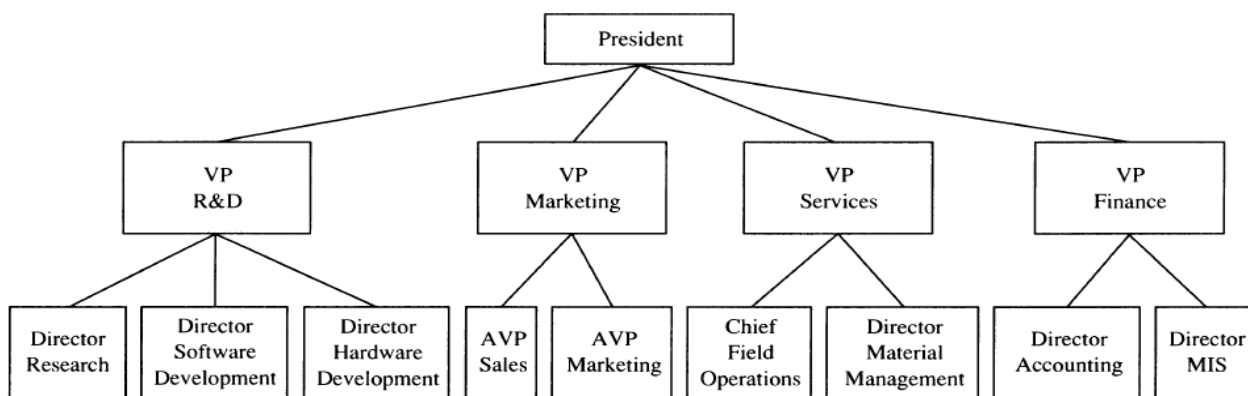 President
VP
R&D
VP
Marketing
VP
Services
VP
Finance
Director
Research
Director
Software
Development
Director
Hardware
Development
AVP
Sales
AVP
Marketing
Chief
Field
Operations
Director
Material
Management
Director
Accounting
Director
MIS